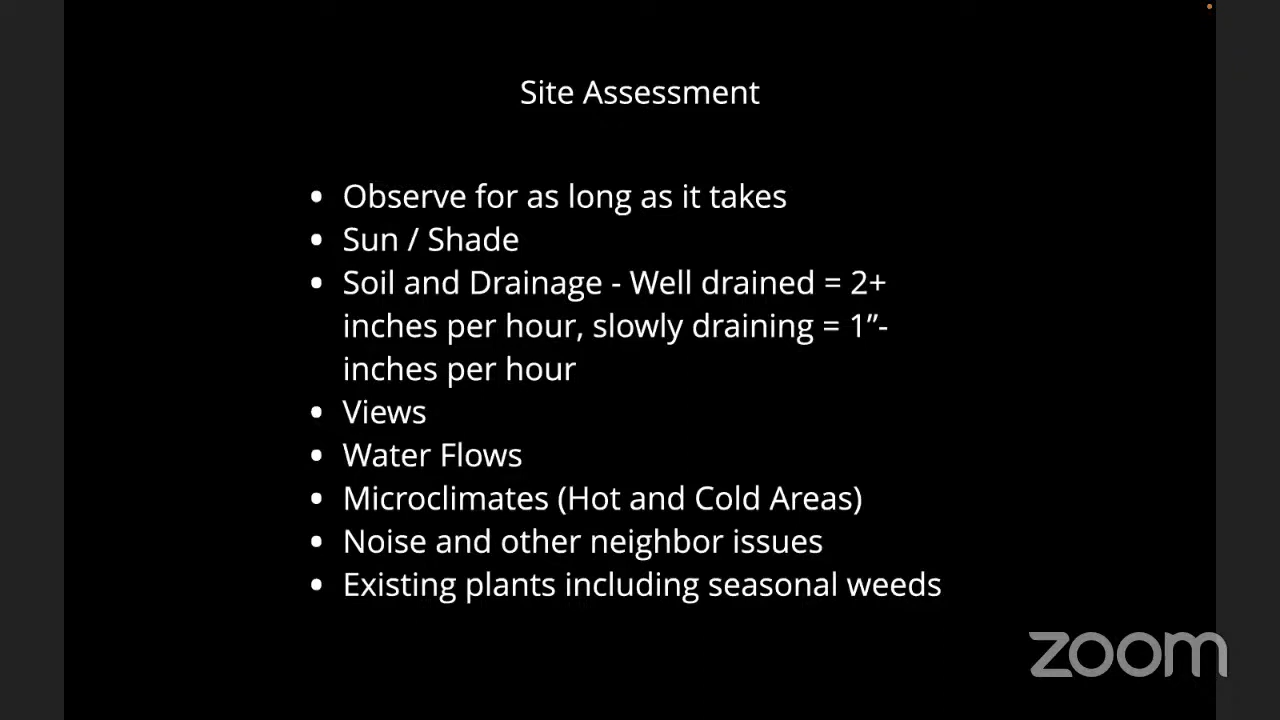 Site Assessment
• Observe for as long as it takes
• Sun / Shade
• Soil and Drainage - Well drained = 2+
inches per hour, slowly draining = 1”-
inches per hour
• Views
• Water Flows
• Microclimates (Hot and Cold Areas)
• Noise and other neighbor issues
• Existing plants including seasonal weeds
zoom